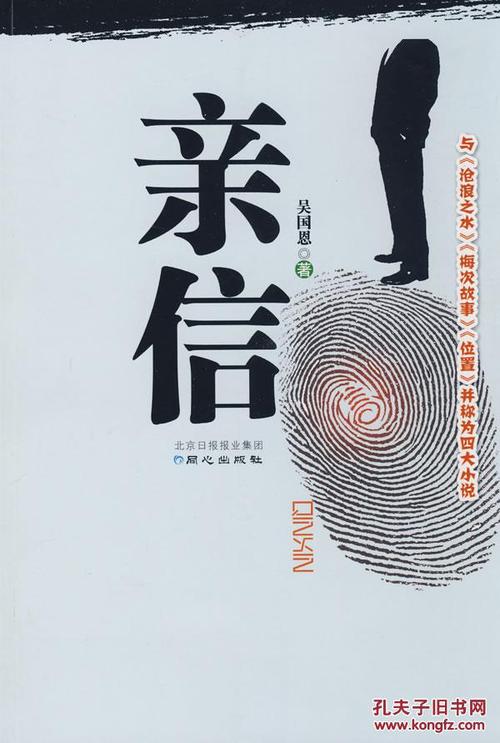 亲信
吴国恩◎著
与《沧浪之水》《梅次故事》《位置》并称为四大小说
北京日报报业集团
同心出版社
QINXIN
孔夫子旧书网
www.kongfz.com